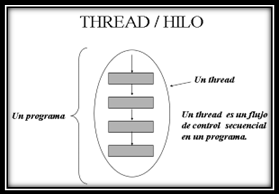 THREAD / HILO
Un thread
Un programa
Un thread es un flujo
de control secuencial
en un programa.